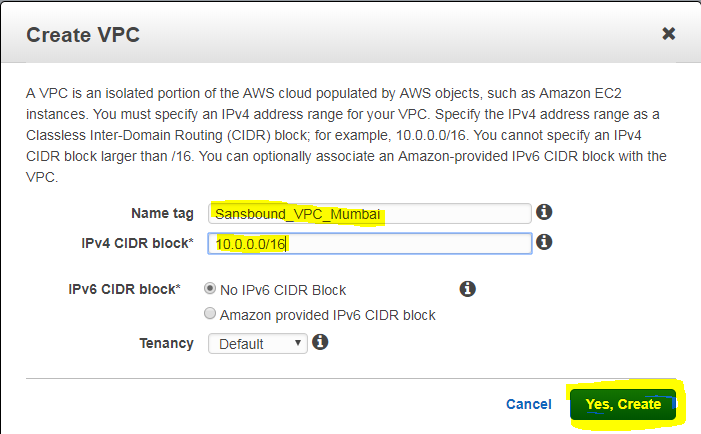 Create VPC
A VPC is an isolated portion of the AWS cloud populated by AWS objects, such as Amazon EC2
instances. You must specify an IPv4 address range for your VPC. Specify the IPv4 address range as a
Classless Inter-Domain Routing (CIDR) block; for example, 10.0.0.0/16. You cannot specify an IPv4
CIDR block larger than /16. You can optionally associate an Amazon-provided IPv6 CIDR block with the
VPC.
Name tag Sansbound_VPC_Mumbai
IPv4 CIDR block* 10.0.0.0/16
IPv6 CIDR block* No IPv6 CIDR Block
Amazon provided IPv6 CIDR block
Tenancy Default
Cancel Yes, Create